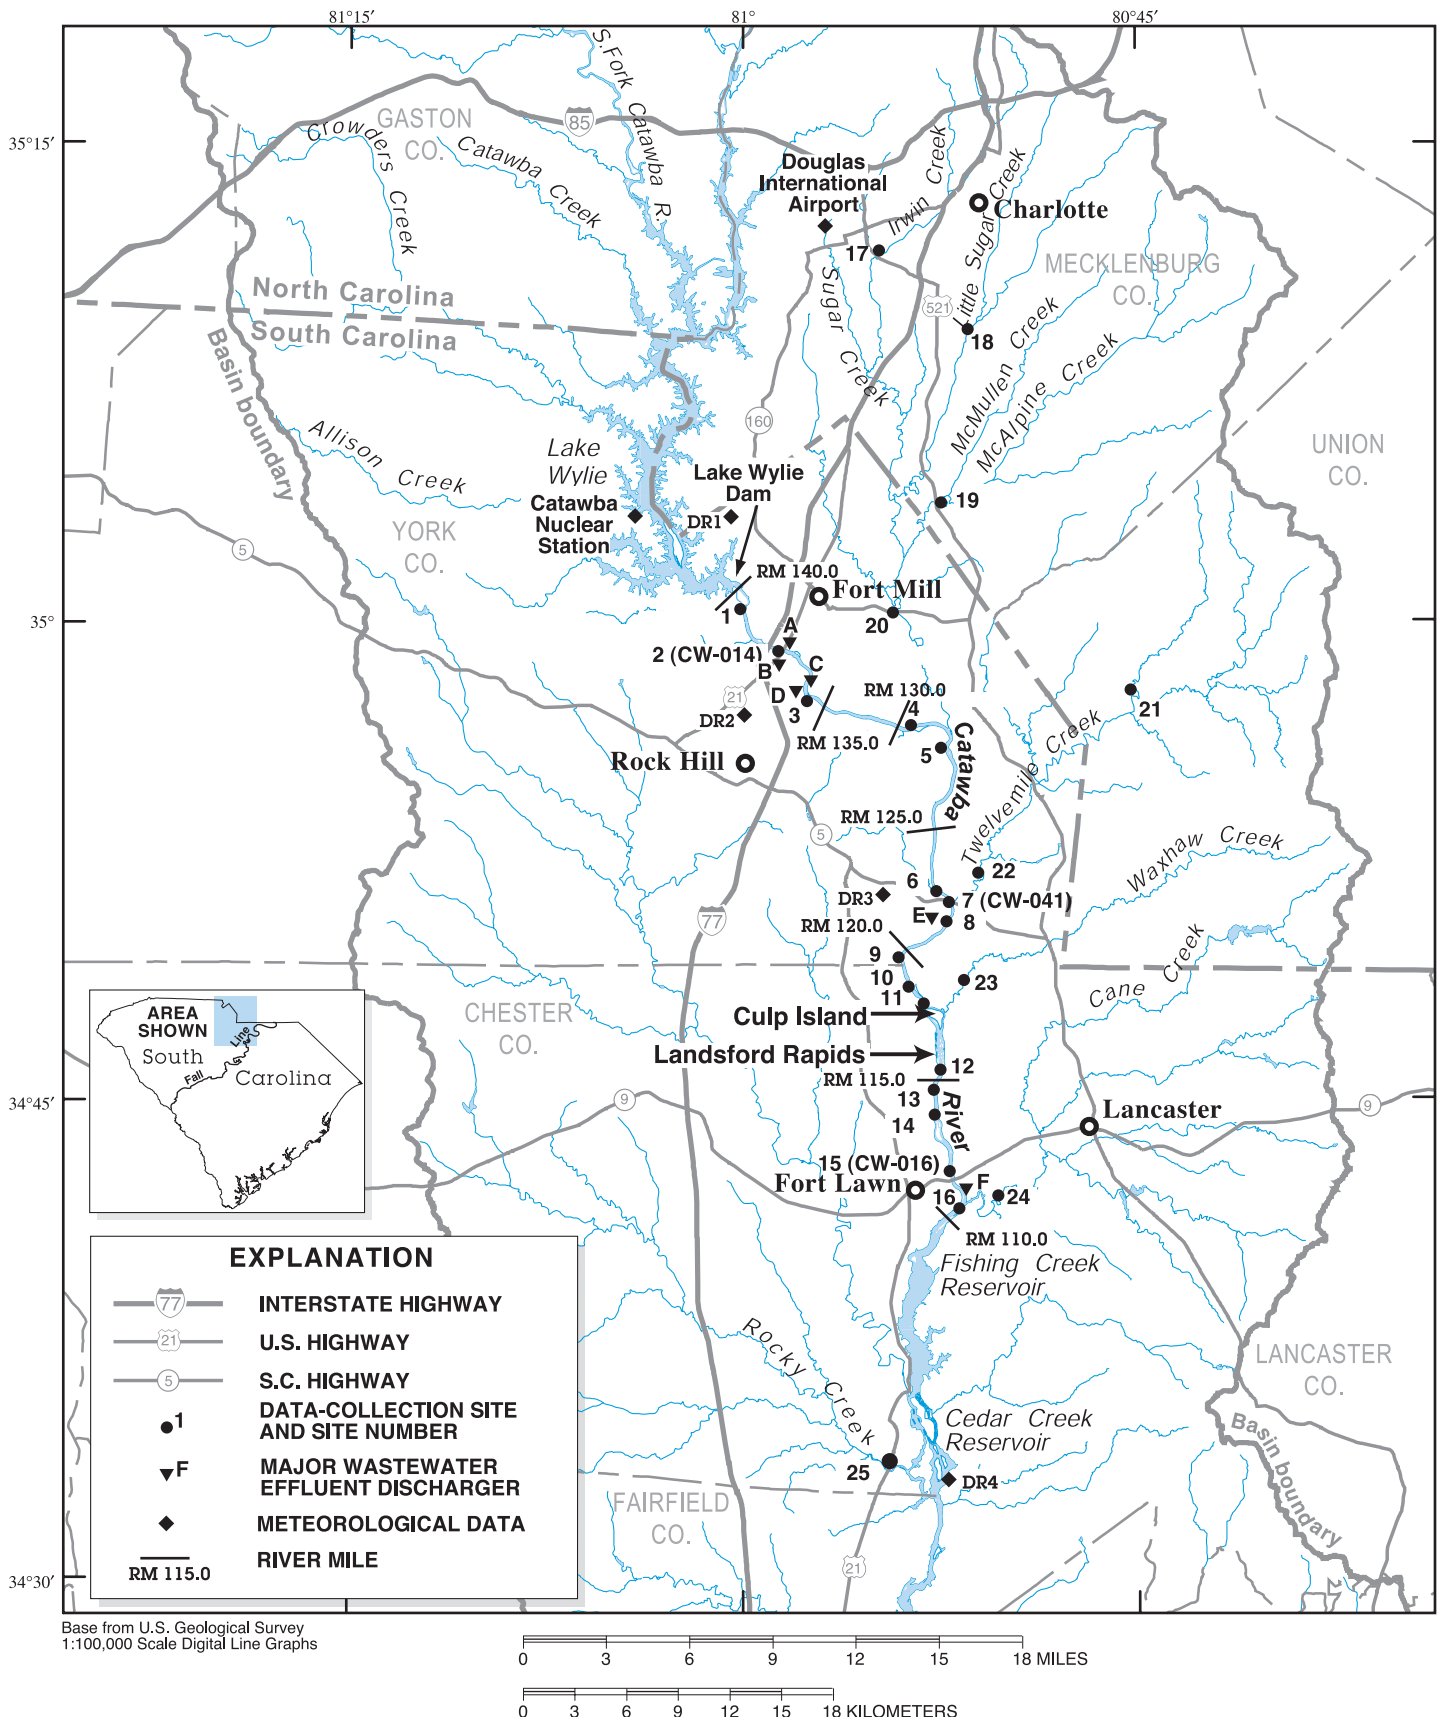 81°15′
81°
80°45′
35°15′
35°
34°45′
34°30′
GASTON
CO.
Crowders Creek
Catawba Creek
S.Fork Catawba R.
85
Douglas
International
Airport
Irwin Creek
Little Sugar Creek
Charlotte
17
MECKLENBURG
CO.
North Carolina
South Carolina
Sugar Creek
521
18
McMullen Creek
McAlpine Creek
Basin boundary
160
Allison Creek
Lake
Wylie
Lake Wylie
Dam
UNION
CO.
Catawba
Nuclear
Station
DR1
19
YORK
CO.
5
RM 140.0
Fort Mill
1
20
A
2 (CW-014)
B
C
D
21
3
RM 130.0
4
21
DR2
RM 135.0
5
Rock Hill
Catawba
Twelvemile Creek
RM 125.0
5
Waxhaw Creek
22
6
DR3
7 (CW-041)
E
8
77
RM 120.0
9
10
23
11
Cane Creek
CHESTER
CO.
Culp Island
Landsford Rapids
12
RM 115.0
13
River
14
9
Lancaster
9
15 (CW-016)
Fort Lawn
F
16
24
RM 110.0
Fishing Creek
Reservoir
AREA
SHOWN
South
Carolina
Fall
Line
Rocky Creek
LANCASTER
CO.
Cedar Creek
Reservoir
25
DR4
Basin boundary
FAIRFIELD
CO.
21
EXPLANATION
77
INTERSTATE HIGHWAY
21
U.S. HIGHWAY
5
S.C. HIGHWAY
1
DATA-COLLECTION SITE
AND SITE NUMBER
F
MAJOR WASTEWATER
EFFLUENT DISCHARGER
METEOROLOGICAL DATA
RIVER MILE
RM 115.0
Base from U.S. Geological Survey
1:100,000 Scale Digital Line Graphs
0 3 6 9 12 15 18 MILES
0 3 6 9 12 15 18 KILOMETERS